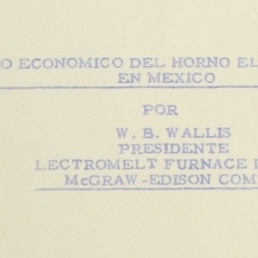 O ECONOMICO DEL HORNO EL
EN MEXICO
POR
W. B. WALLIS
PRESIDENTE
LECTROMELT FURNACE
McGRAW-EDISON COM